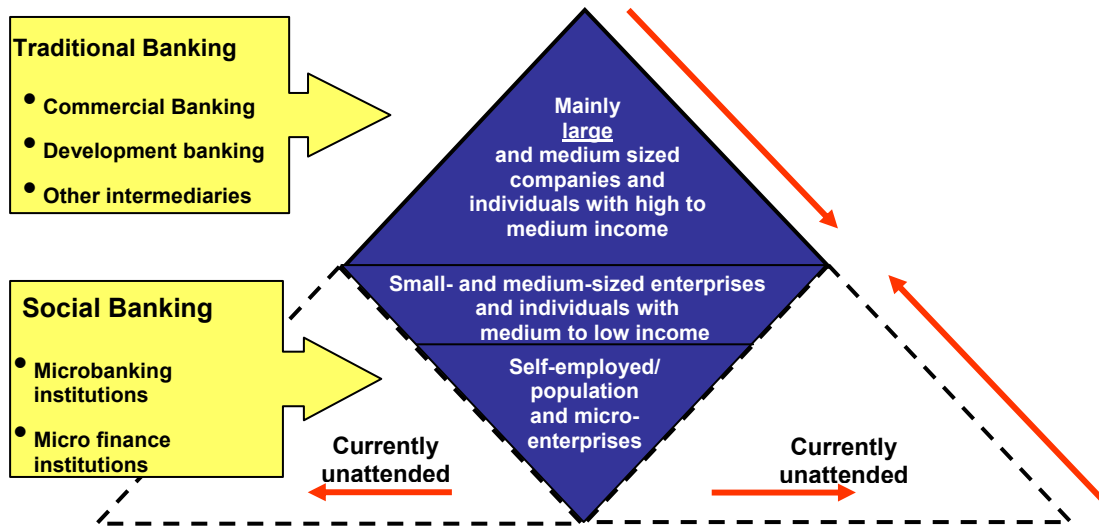 Traditional Banking
• Commercial Banking
• Development banking
• Other intermediaries
Mainly
large
and medium sized
companies and
individuals with high to
medium income
Social Banking
• Microbanking
institutions
• Micro finance
institutions
Small- and medium-sized enterprises
and individuals with
medium to low income
Self-employed/
population
and micro-
enterprises
Currently
unattended
Currently
unattended